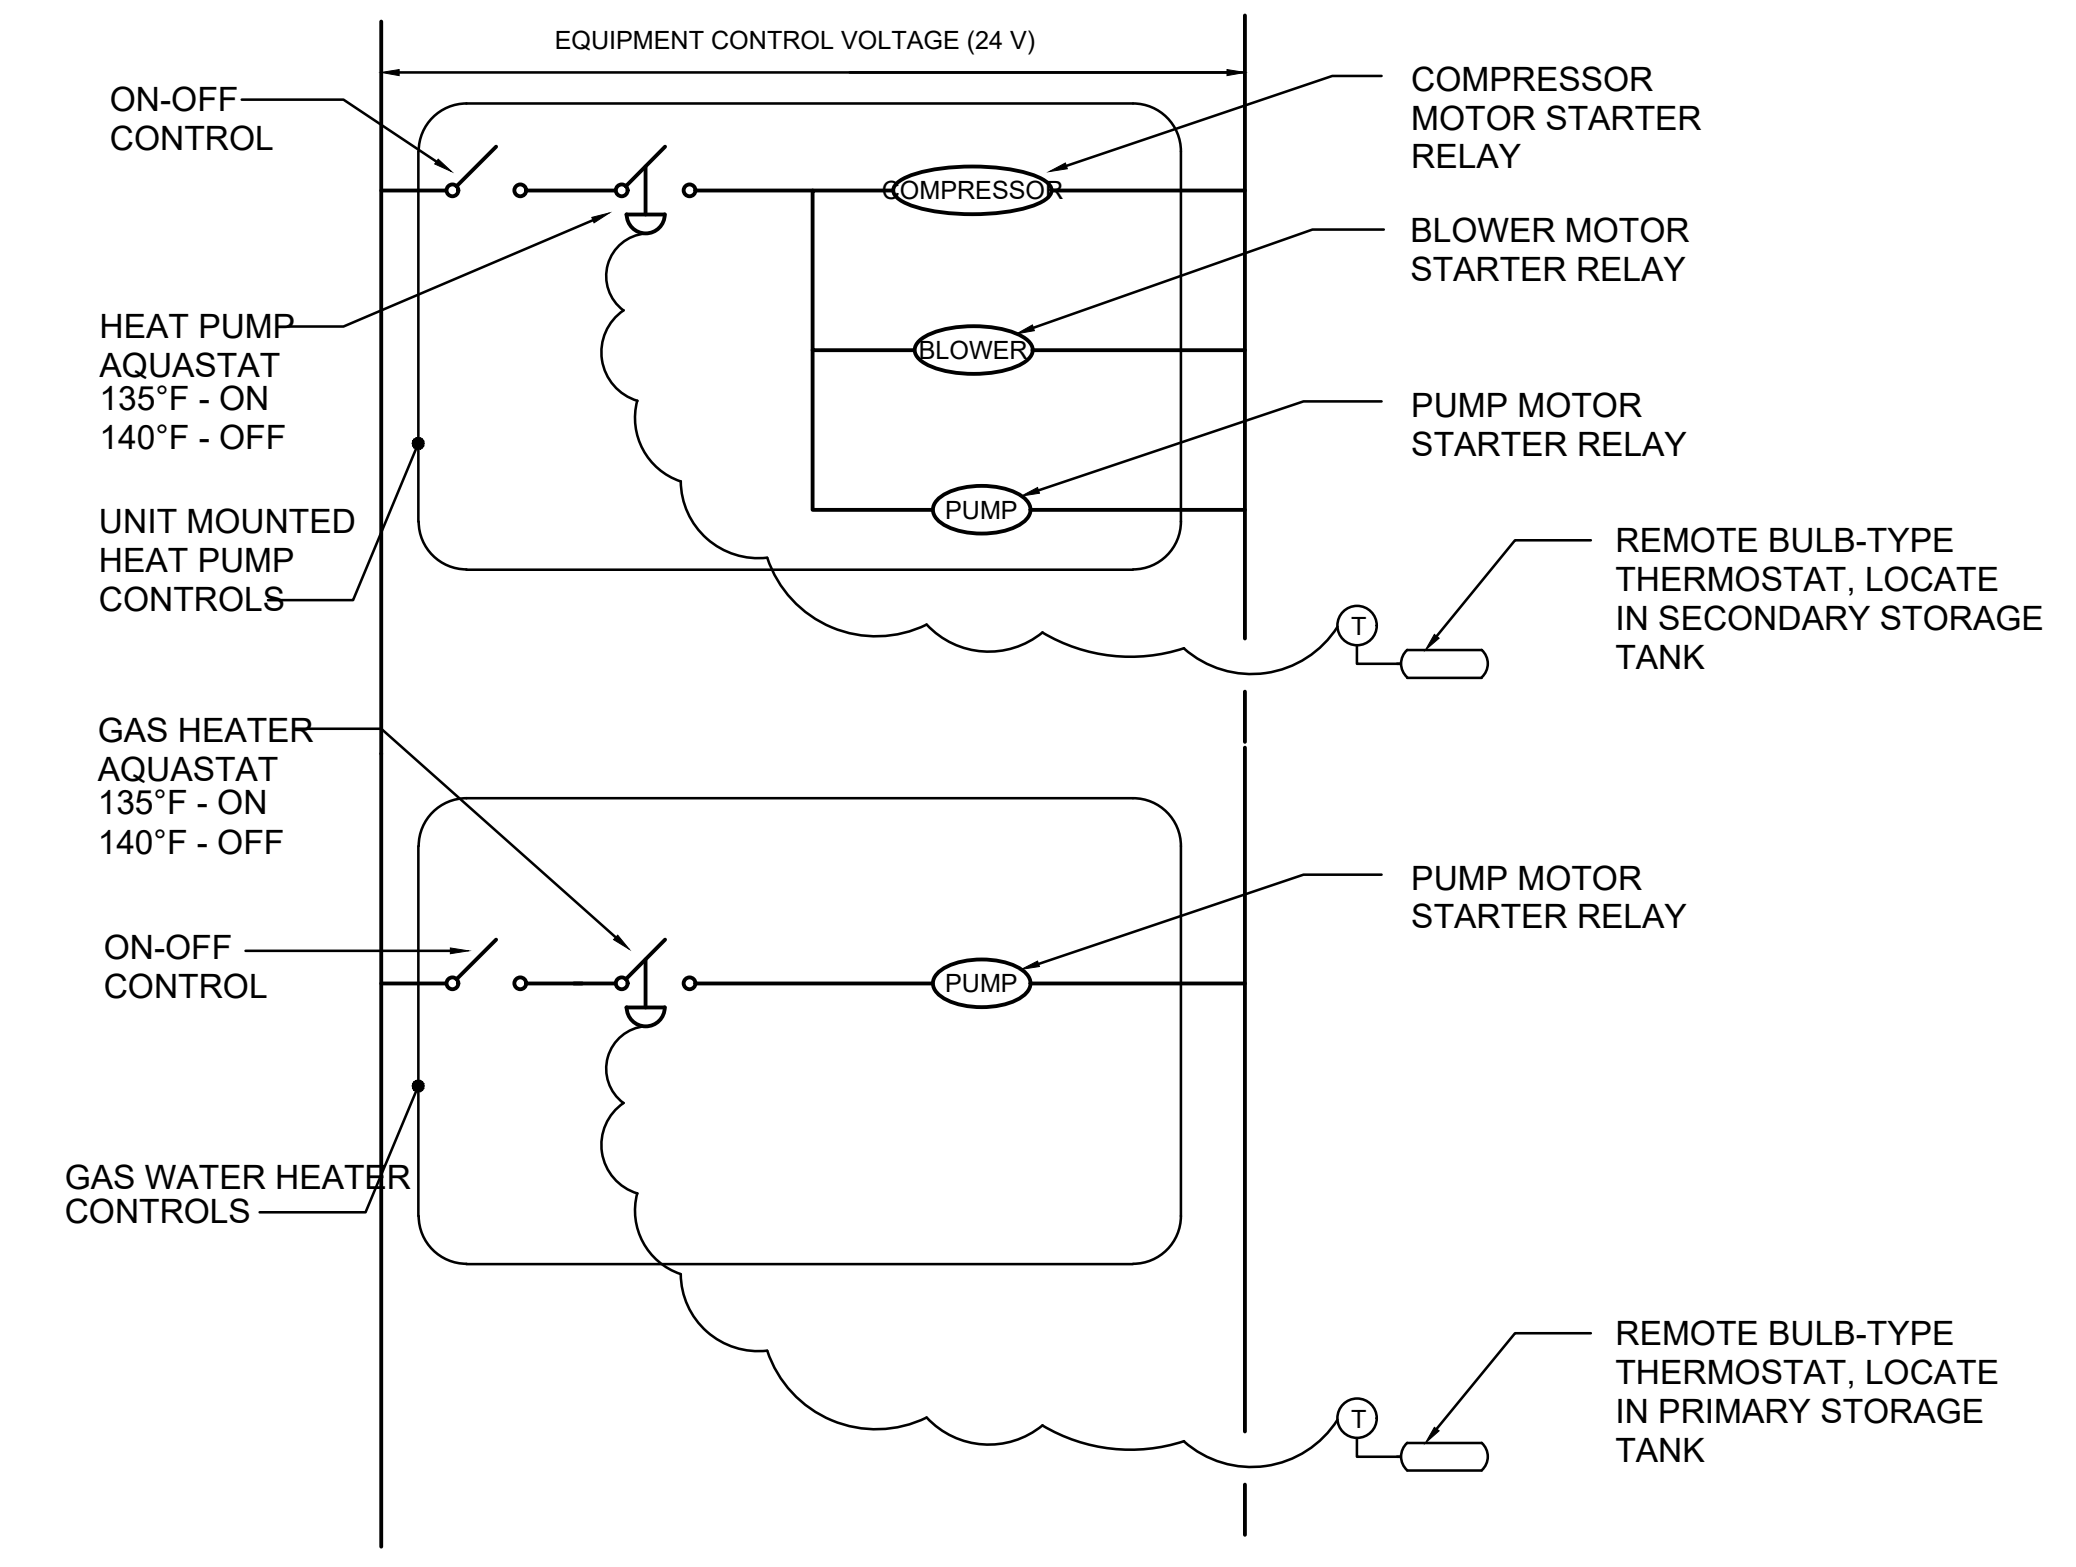 EQUIPMENT CONTROL VOLTAGE (24 V)
ON-OFF
CONTROL
COMPRESSOR
MOTOR STARTER
RELAY
COMPRESSOR
BLOWER MOTOR
STARTER RELAY
HEAT PUMP
AQUASTAT
135°F - ON
140°F - OFF
BLOWER
PUMP MOTOR
STARTER RELAY
UNIT MOUNTED
HEAT PUMP
CONTROLS
PUMP
REMOTE BULB-TYPE
THERMOSTAT, LOCATE
IN SECONDARY STORAGE
TANK
T
GAS HEATER
AQUASTAT
135°F - ON
140°F - OFF
PUMP MOTOR
STARTER RELAY
ON-OFF
CONTROL
PUMP
GAS WATER HEATER
CONTROLS
REMOTE BULB-TYPE
THERMOSTAT, LOCATE
IN PRIMARY STORAGE
TANK
T